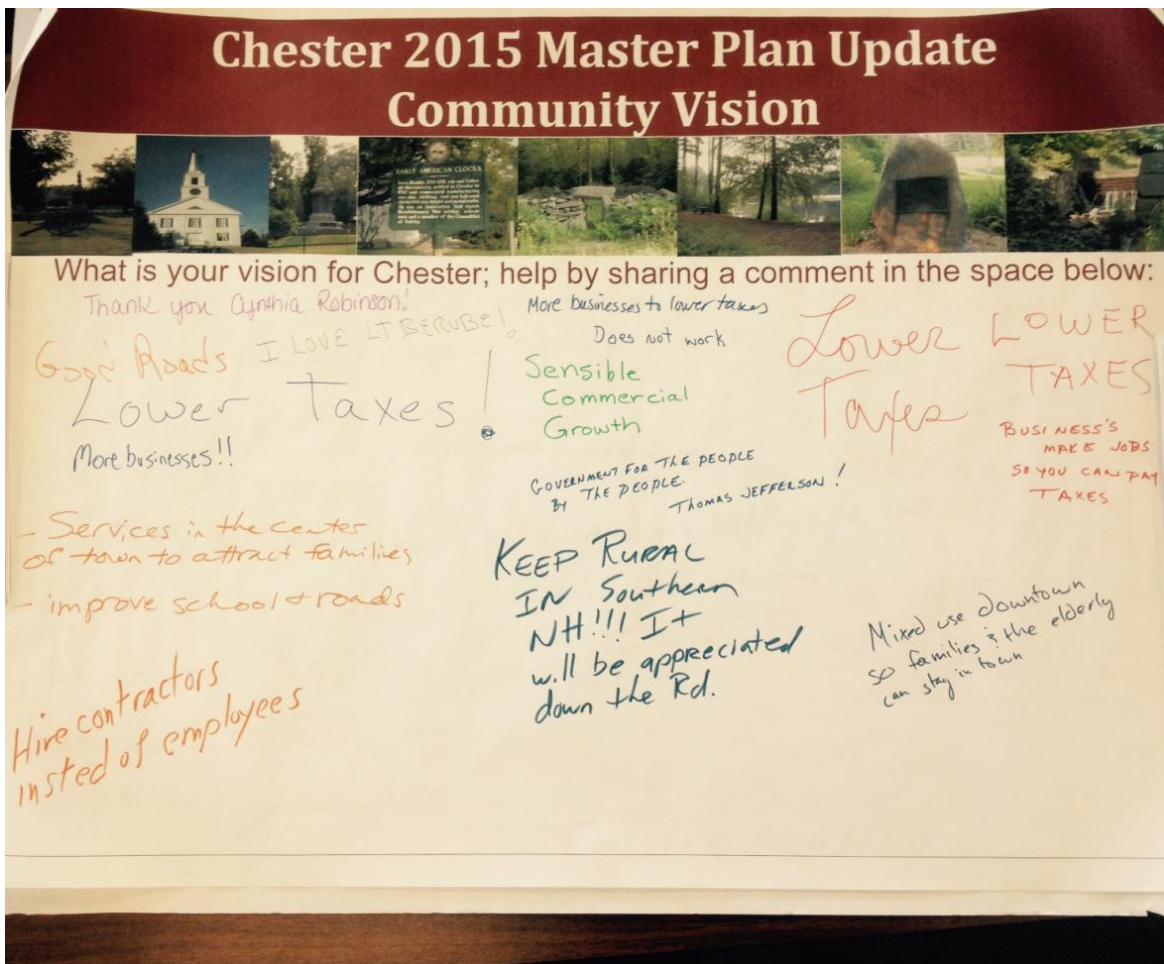 Chester 2015 Master Plan Update
Community Vision
EARLY AMERICAN CLOCKS
What is your vision for Chester; help by sharing a comment in the space below:
Thank you Cynthia Robinson!
I LOVE LT BERUBE!
Good Roads
Lower Taxes!
More businesses!!
- Services in the center
of town to attract families
- improve school & roads
Hire contractors
insted of employees
More businesses to lower taxes
Does not work
Sensible
Commercial
Growth
GOVERNMENT FOR THE PEOPLE
BY THE PEOPLE.
THOMAS JEFFERSON!
KEEP RURAL
IN Southern
NH!!! It
will be appreciated
down the Rd.
Lower
Taxes
LOWER
TAXES
BUSINESS'S
MAKE JOBS
SO YOU CAN PAY
TAXES
Mixed use downtown
so families & the elderly
can stay in town